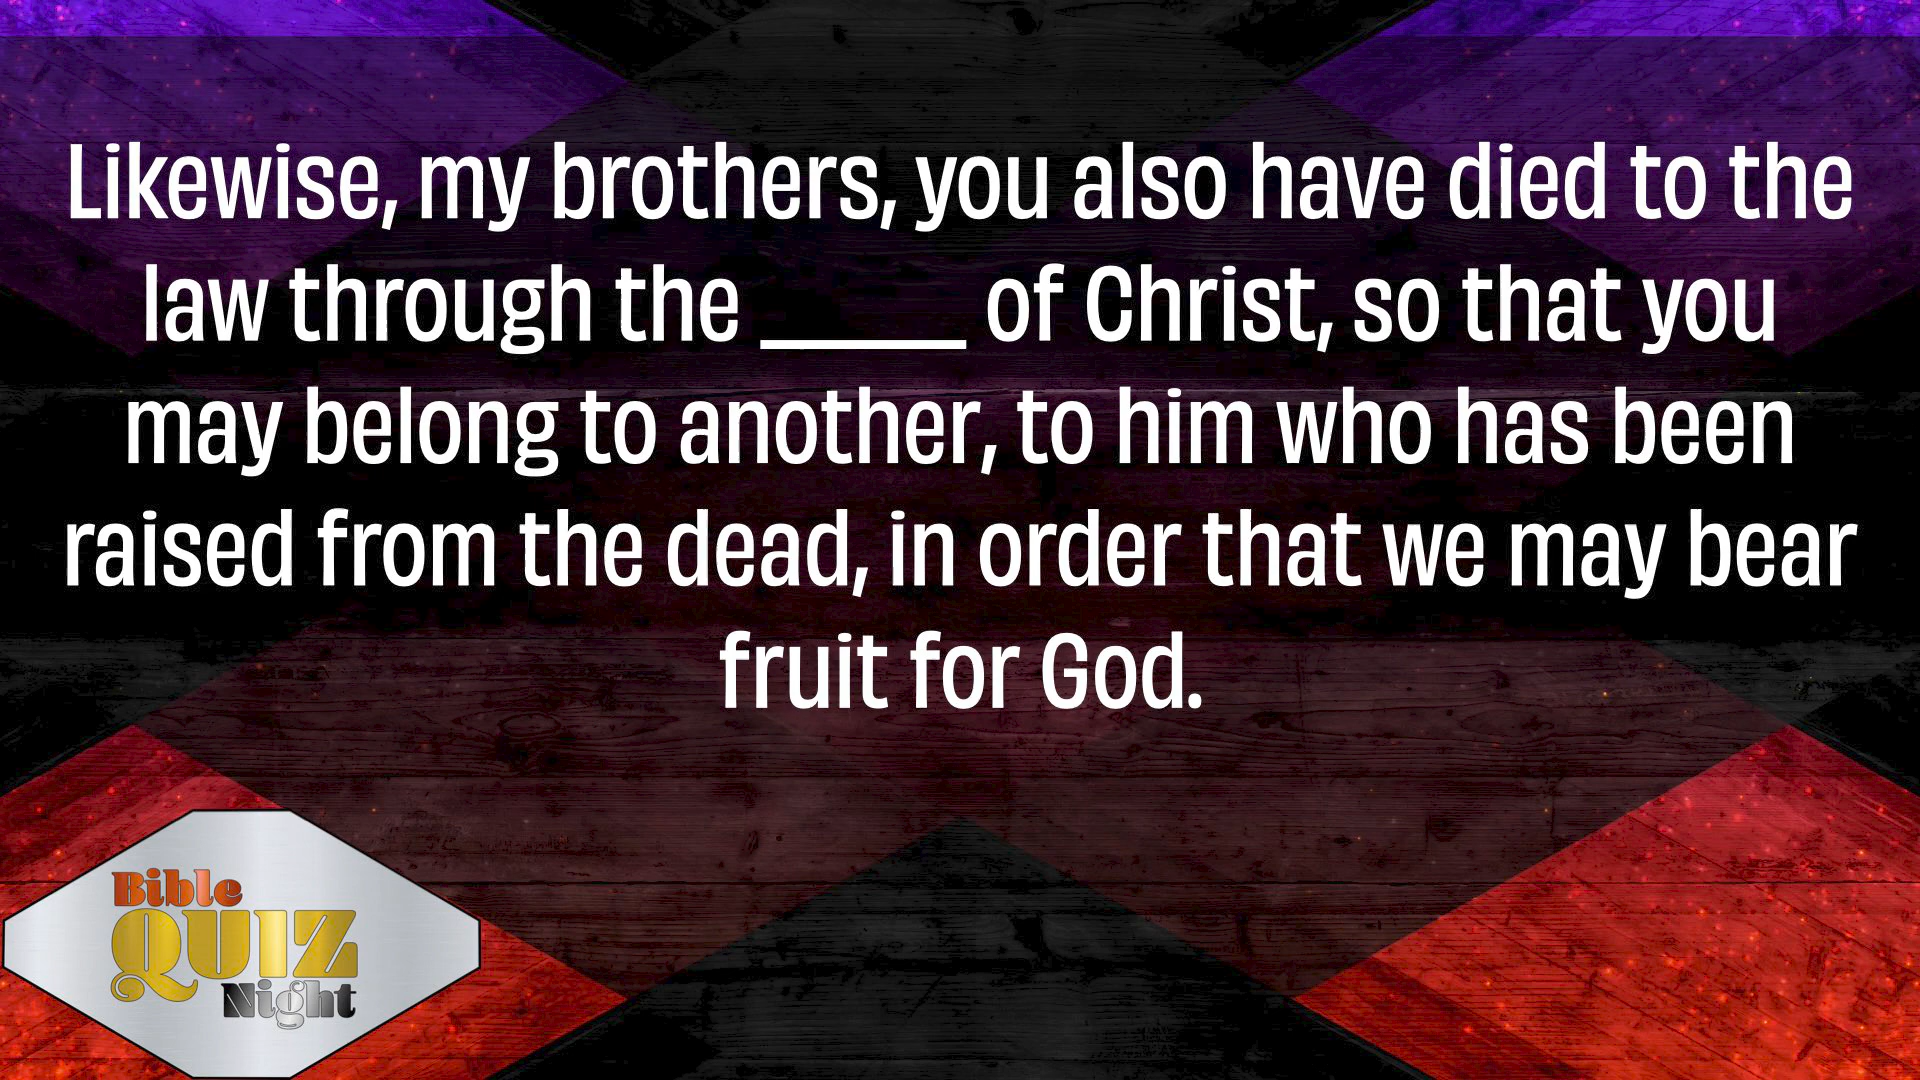 Likewise, my brothers, you also have died to the
law through the _____ of Christ, so that you
may belong to another, to him who has been
raised from the dead, in order that we may bear
fruit for God.
Bible
QUIZ
Night